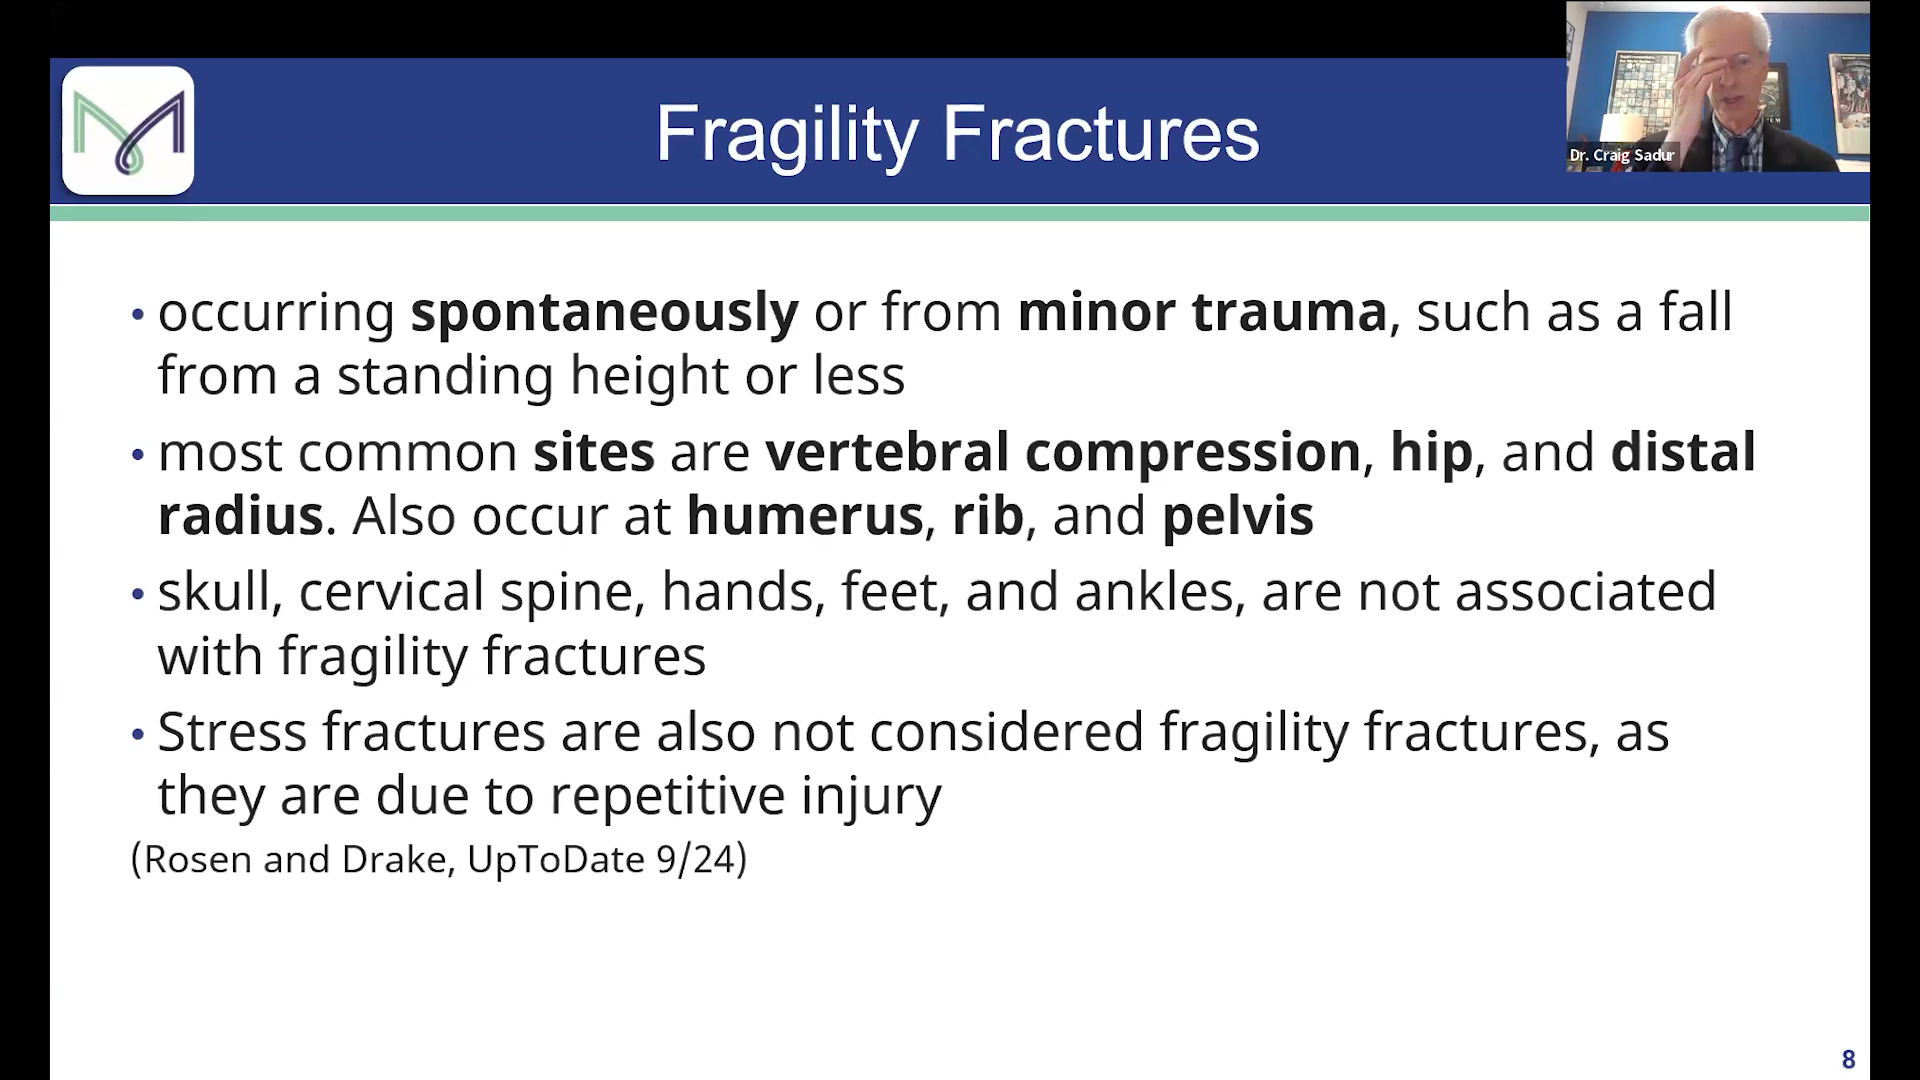 Fragility Fractures
Dr. Craig Sadur
• occurring spontaneously or from minor trauma, such as a fall
from a standing height or less
• most common sites are vertebral compression, hip, and distal
radius. Also occur at humerus, rib, and pelvis
• skull, cervical spine, hands, feet, and ankles, are not associated
with fragility fractures
• Stress fractures are also not considered fragility fractures, as
they are due to repetitive injury
(Rosen and Drake, UpToDate 9/24)
8